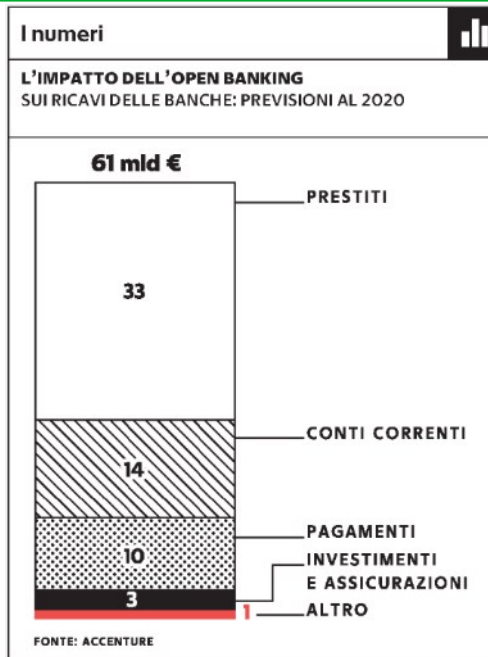 I numeri
L'IMPATTO DELL'OPEN BANKING
SUI RICAVI DELLE BANCHE: PREVISIONI AL 2020
61 mld €
PRESTITI
33
CONTI CORRENTI
14
PAGAMENTI
10
INVESTIMENTI
E ASSICURAZIONI
3
1 ALTRO
FONTE: ACCENTURE